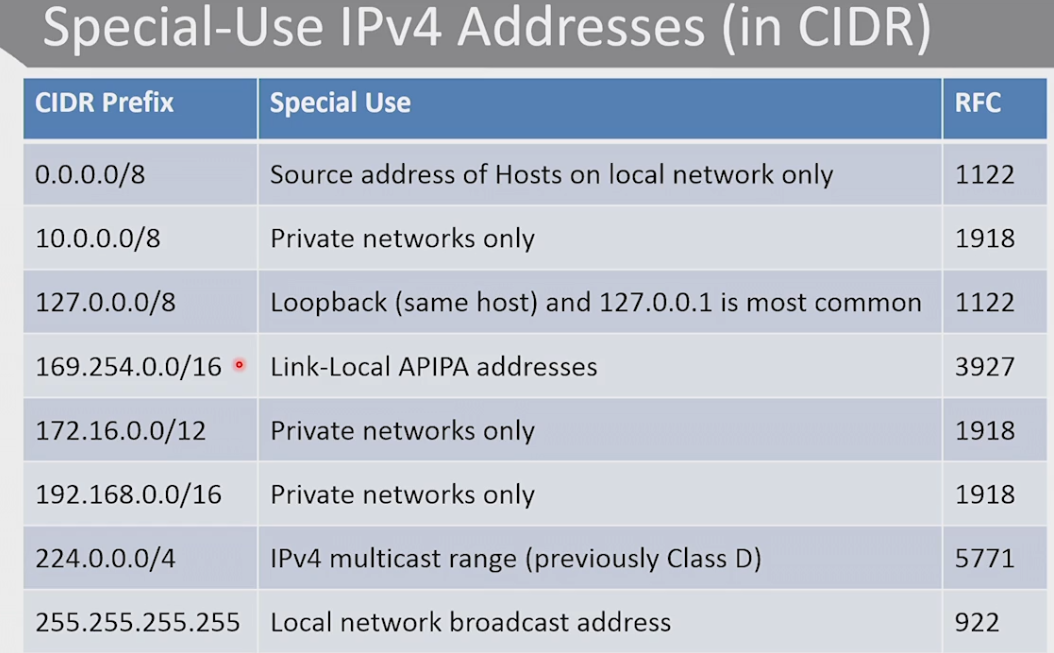 Special-Use IPv4 Addresses (in CIDR)
CIDR Prefix Special Use RFC
0.0.0.0/8 Source address of Hosts on local network only 1122
10.0.0.0/8 Private networks only 1918
127.0.0.0/8 Loopback (same host) and 127.0.0.1 is most common 1122
169.254.0.0/16 Link-Local APIPA addresses 3927
172.16.0.0/12 Private networks only 1918
192.168.0.0/16 Private networks only 1918
224.0.0.0/4 IPv4 multicast range (previously Class D) 5771
255.255.255.255 Local network broadcast address 922